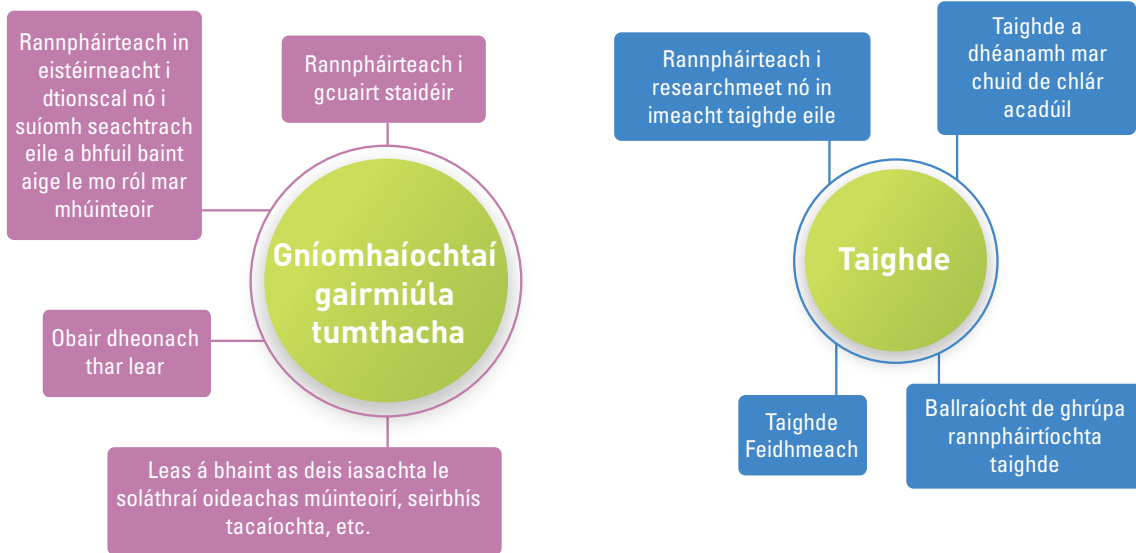 Rannpháirteach in
eistéirneacht i
dtionscal nó i
suíomh seachtrach
eile a bhfuil baint
aige le mo ról mar
mhúinteoir
Rannpháirteach i
gcuairt staidéir
Gníomhaíochtaí
gairmiúla
tumthacha
Obair dheonach
thar lear
Leas á bhaint as deis iasachta le
soláthraí oideachas múinteoirí, seirbhís
tacaíochta, etc.
Rannpháirteach i
researchmeet nó in
imeacht taighde eile
Taighde a
dhéanamh mar
chuid de chlár
acadúil
Taighde
Taighde
Feidhmeach
Ballraíocht de ghrúpa
rannpháirtíochta
taighde